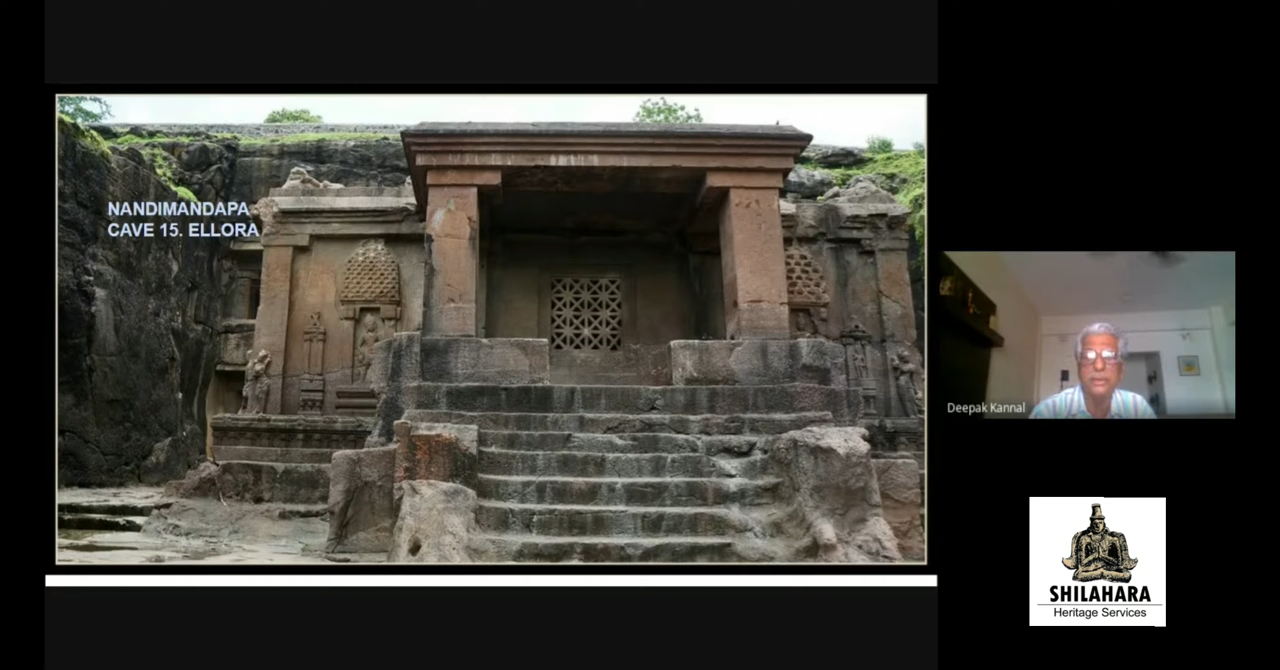 NANDIMANDAPA
CAVE 15. ELLORA
Deepak Kannal
SHILAHARA
Heritage Services